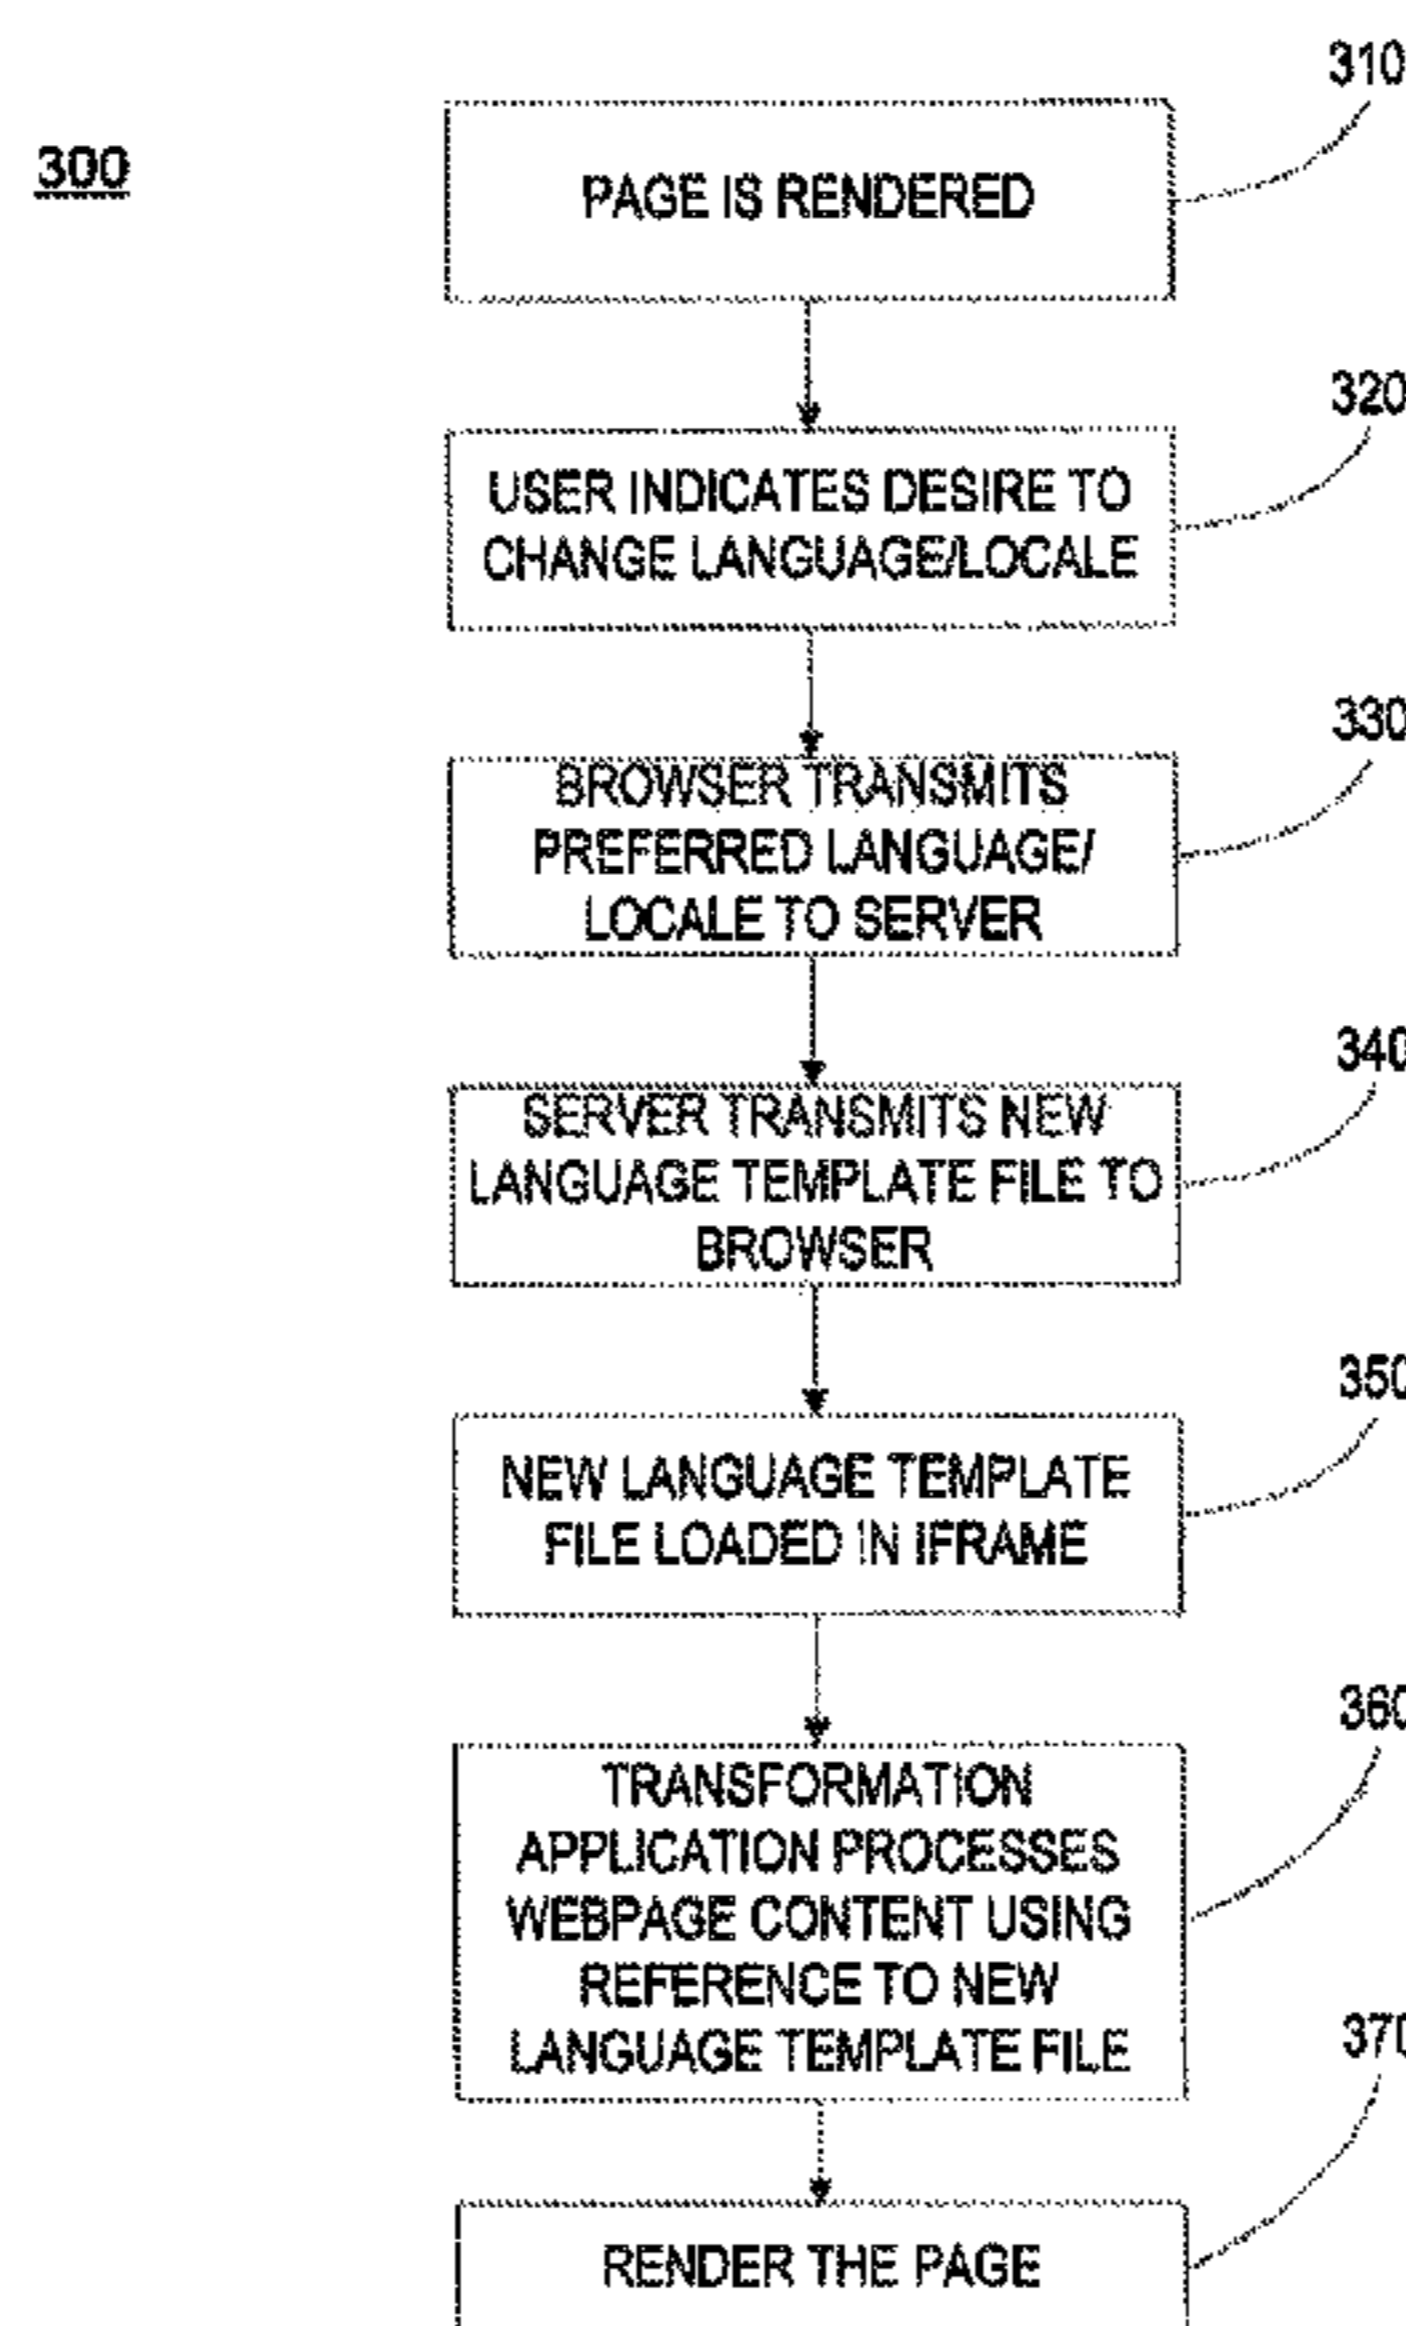 310
300
PAGE IS RENDERED
320
USER INDICATES DESIRE TO
CHANGE LANGUAGE/LOCALE
330
BROWSER TRANSMITS
PREFERRED LANGUAGE/
LOCALE TO SERVER
340
SERVER TRANSMITS NEW
LANGUAGE TEMPLATE FILE TO
BROWSER
350
NEW LANGUAGE TEMPLATE
FILE LOADED IN IFRAME
360
TRANSFORMATION
APPLICATION PROCESSES
WEBPAGE CONTENT USING
REFERENCE TO NEW
LANGUAGE TEMPLATE FILE
370
RENDER THE PAGE